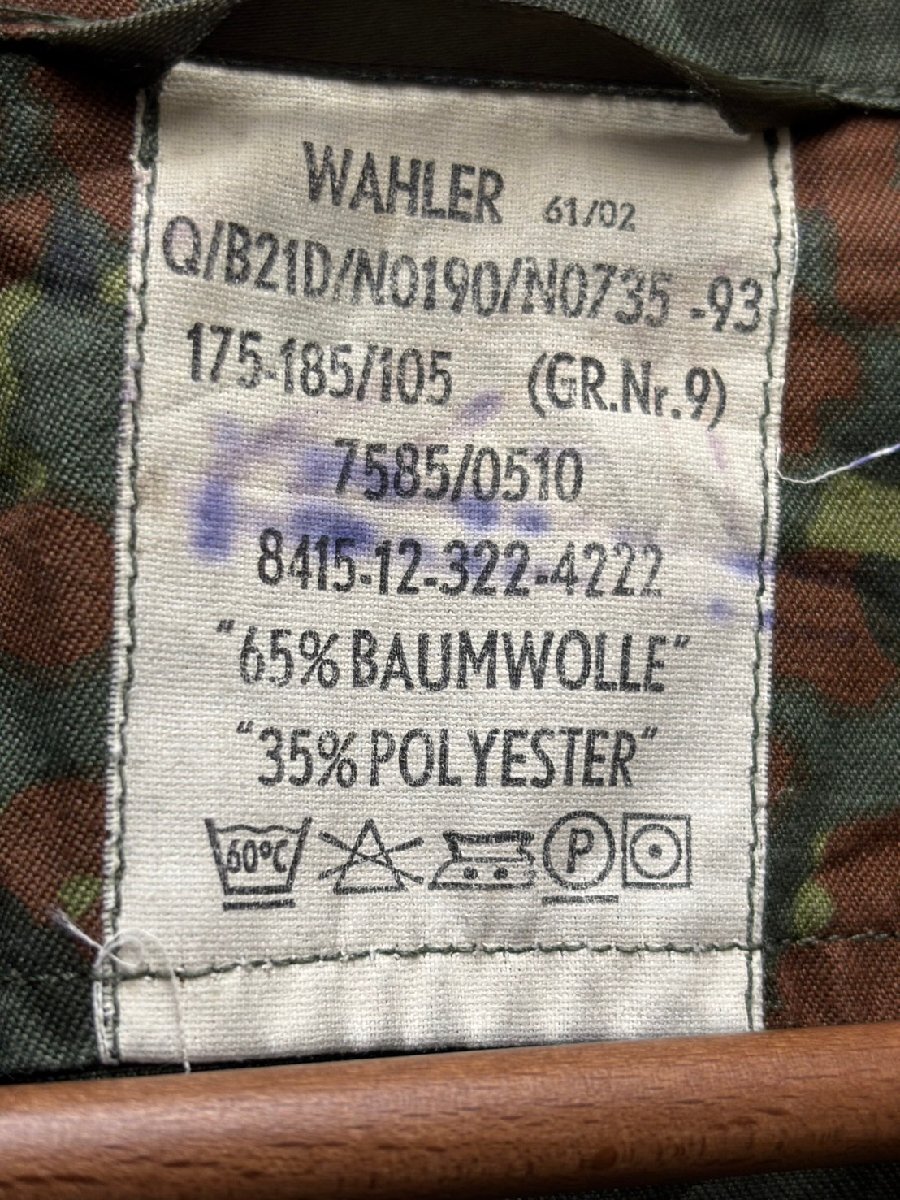 WAHLER 61/02
Q/B21D/N0190/N0735 -93
175-185/105 (GR.Nr.9)
7585/0510
8415-12-322-4222
"65% BAUMWOLLE"
"35% POLYESTER"
60°C P